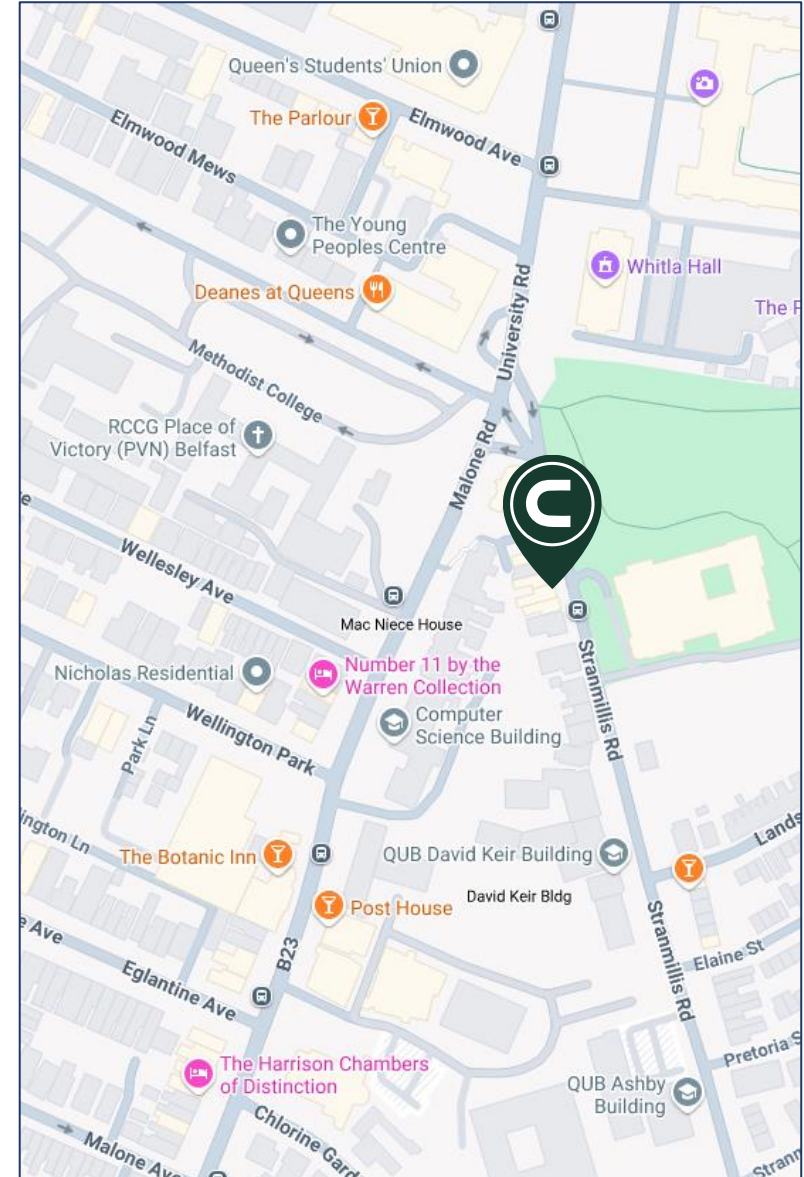 Queen's Students' Union
The Parlour
Elmwood Ave
Elmwood Mews
The Young
Peoples Centre
Whitla Hall
Deanes at Queens
University Rd
The
Methodist College
RCCG Place of
Victory (PVN) Belfast
Malone Rd
C
Wellesley Ave
Mac Niece House
Number 11 by the
Warren Collection
Nicholas Residential
Stranmillis Rd
Computer
Science Building
Wellington Park
Park Ln
ington Ln
The Botanic Inn
QUB David Keir Building
Lands
David Keir Bldg
Post House
Stranmillis Rd
Elaine St
e Ave
B23
Eglantine Ave
Pretoria S
The Harrison Chambers
of Distinction
QUB Ashby
Building
Chlorine Gard
Malone Ave
Strann